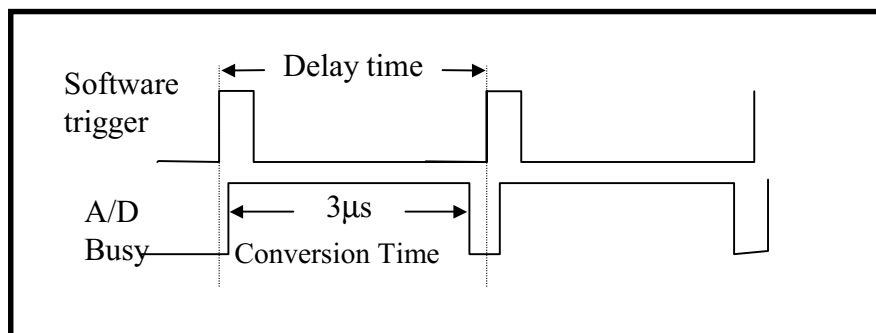 Delay time
Software
trigger
3μs
A/D
Busy
Conversion Time